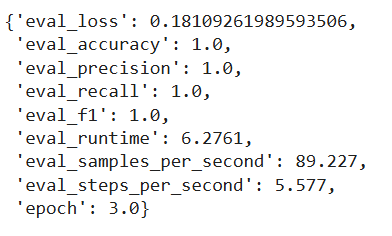 {'eval_loss': 0.18109261989593506,
'eval_accuracy': 1.0,
'eval_precision': 1.0,
'eval_recall': 1.0,
'eval_f1': 1.0,
'eval_runtime': 6.2761,
'eval_samples_per_second': 89.227,
'eval_steps_per_second': 5.577,
'epoch': 3.0}